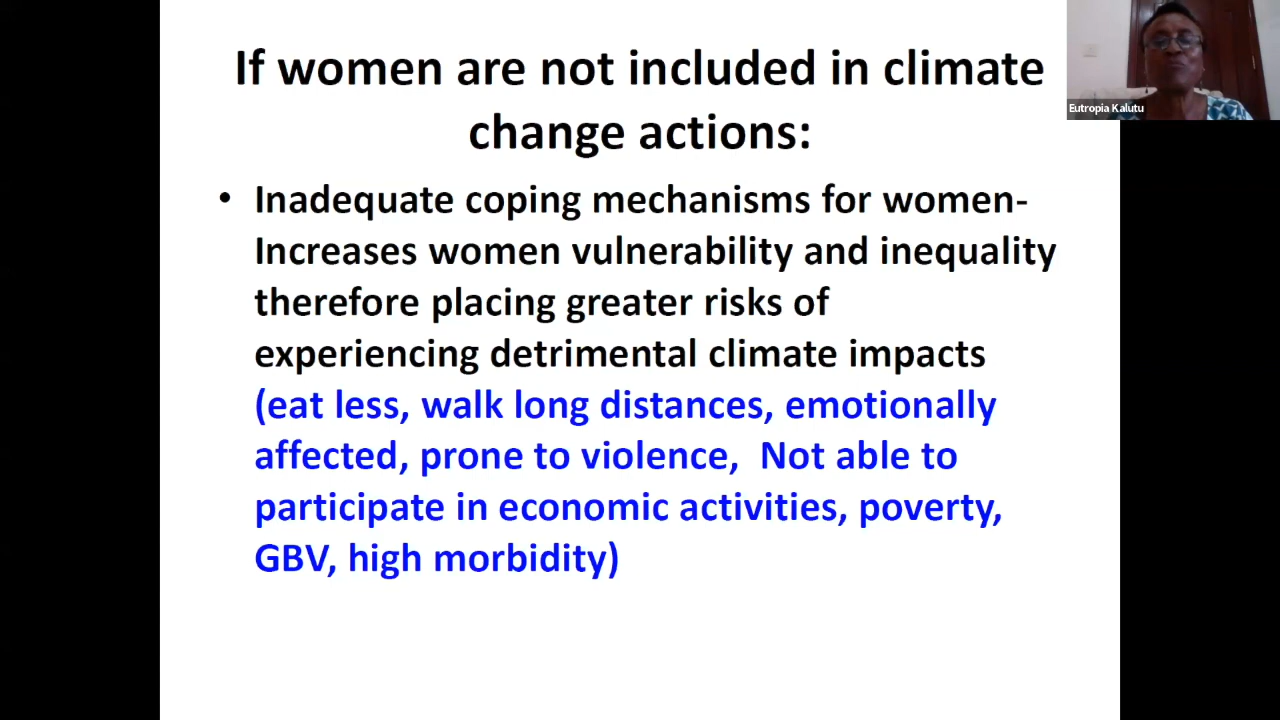 If women are not included in climate
change actions:
• Inadequate coping mechanisms for women-
Increases women vulnerability and inequality
therefore placing greater risks of
experiencing detrimental climate impacts
(eat less, walk long distances, emotionally
affected, prone to violence,  Not able to
participate in economic activities, poverty,
GBV, high morbidity)
Eutropia Kalutu